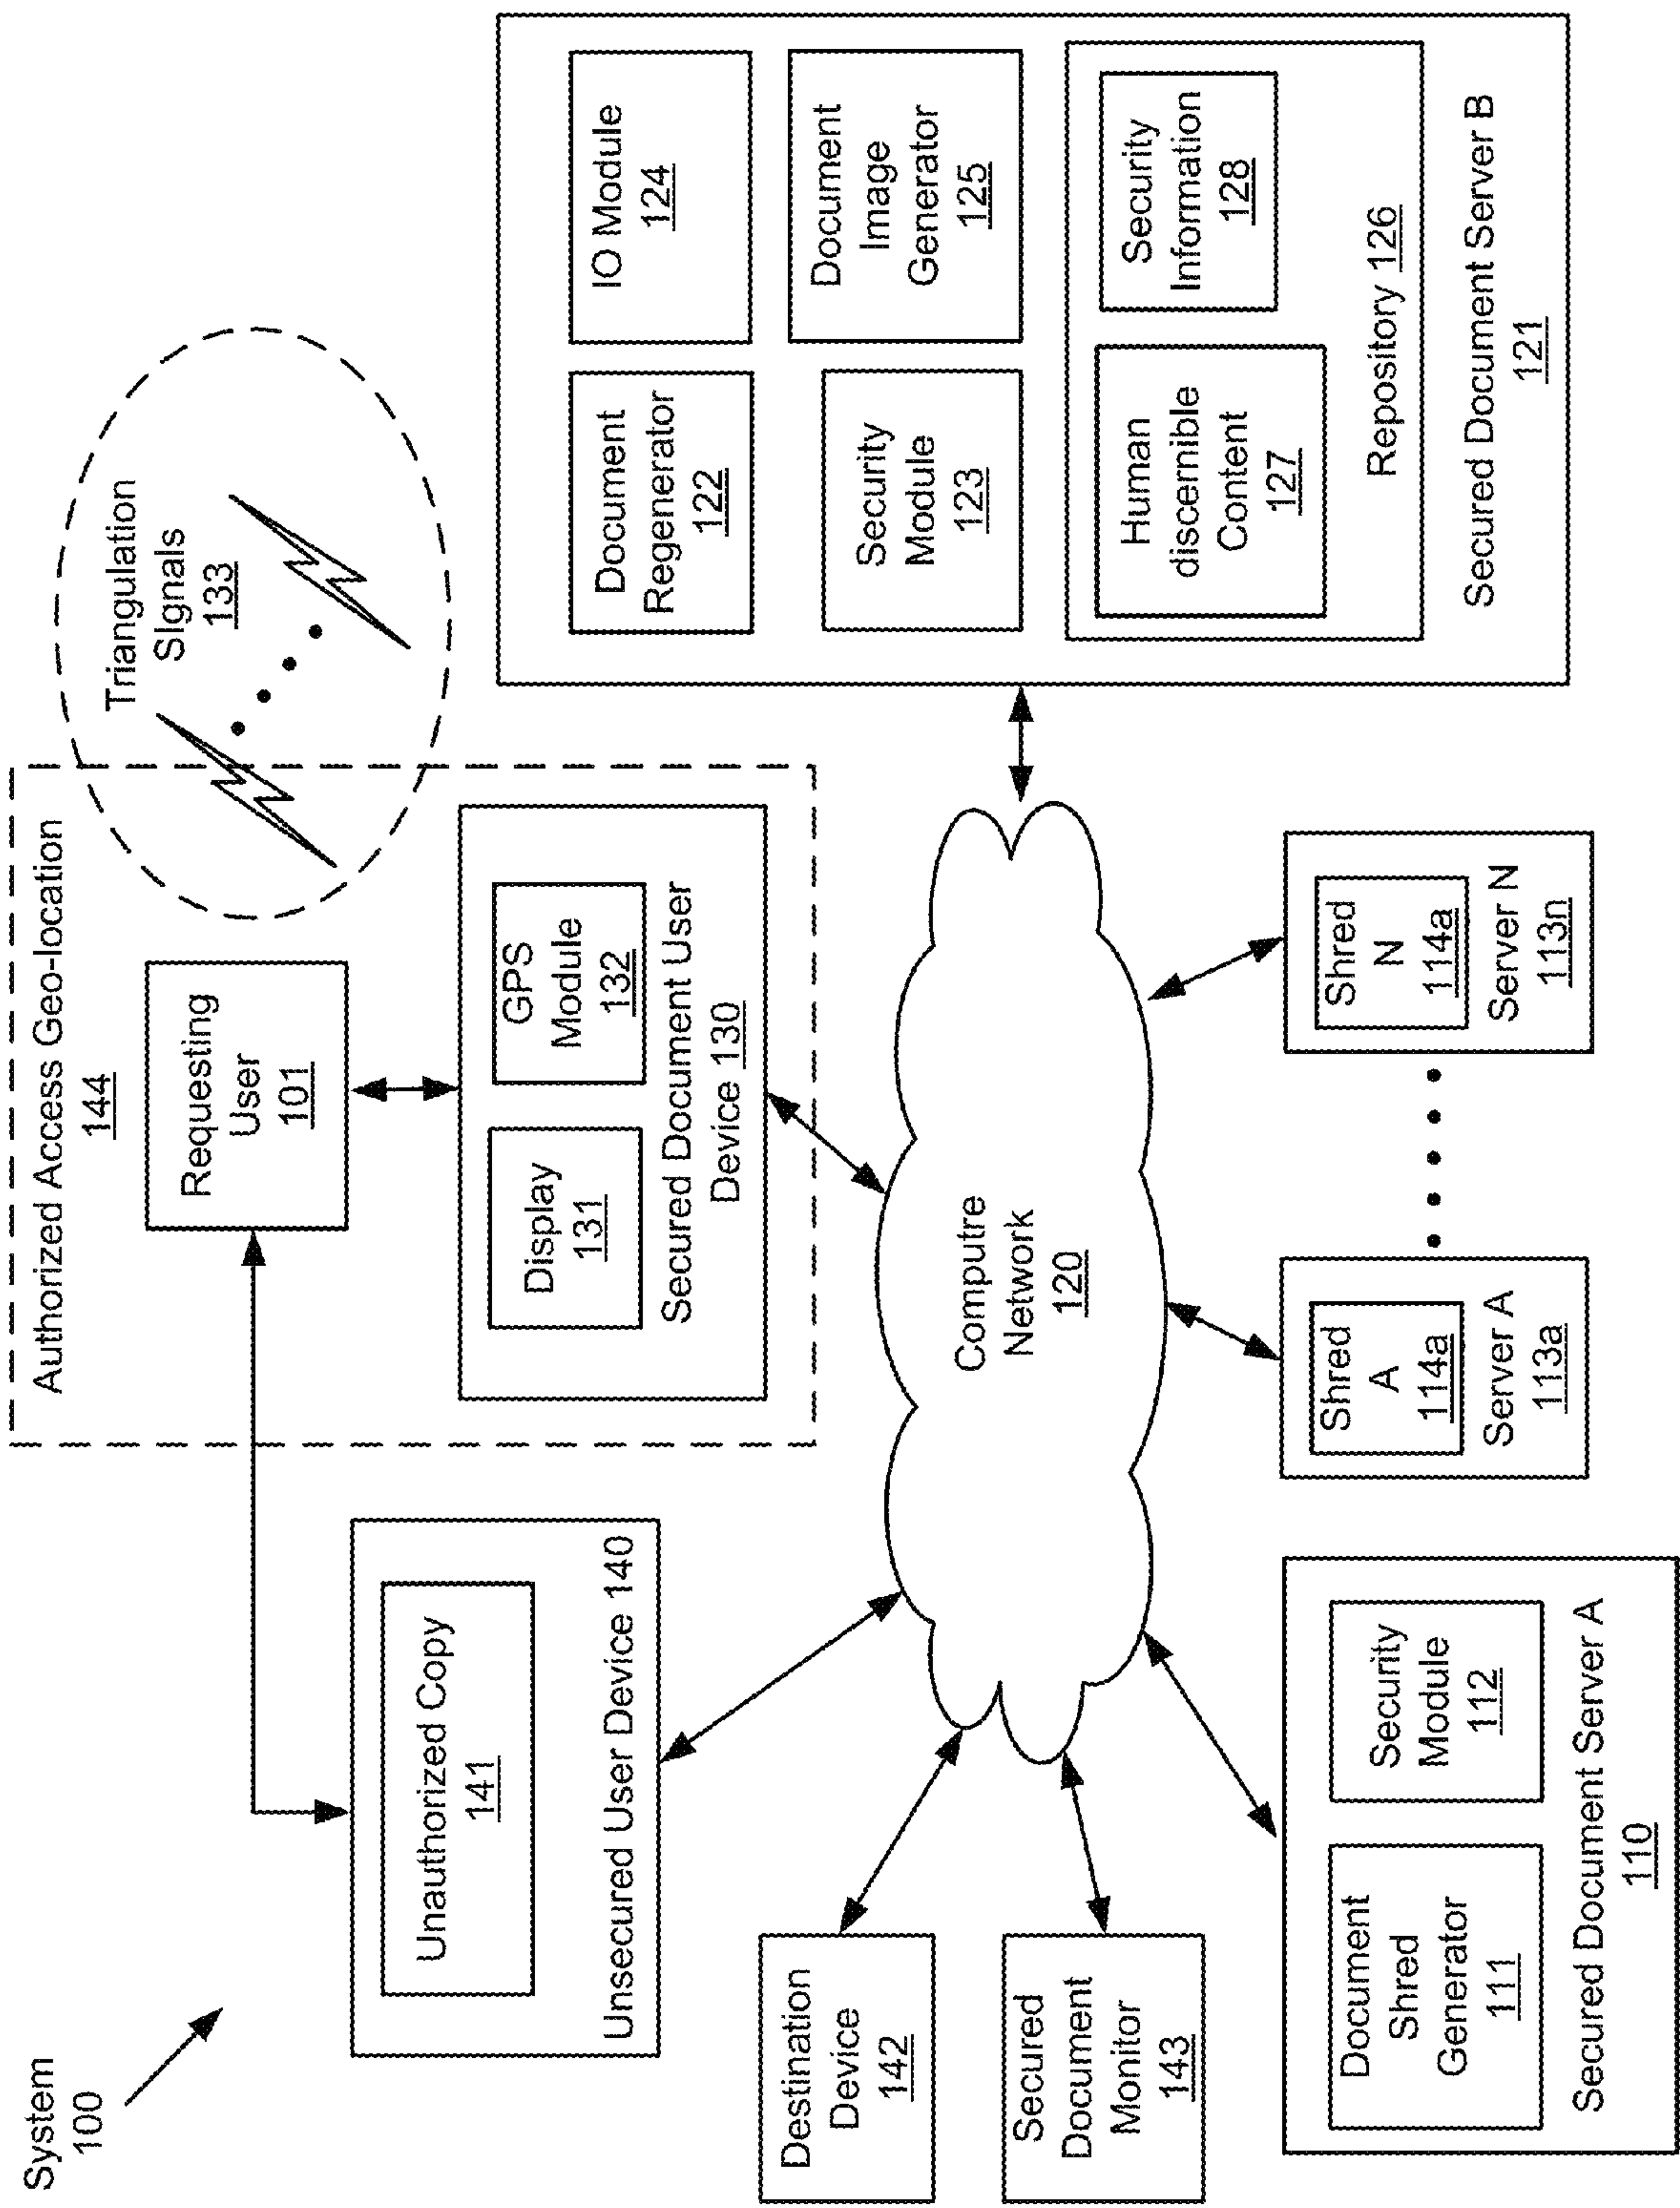 System
100
Authorized Access Geo-location
144
Triangulation
SIgnals
133
Requesting
User
101
Unauthorized Copy
141
Unsecured User Device 140
Display
131
GPS
Module
132
Secured Document User
Device 130
Document
Regenerator
122
IO Module
124
Security
Module
123
Document
Image
Generator
125
Human
discernible
Content
127
Security
Information
128
Repository 126
Secured Document Server B
121
Destination
Device
142
Secured
Document
Monitor
143
Computre
Network
120
Document
Shred
Generator
111
Security
Module
112
Secured Document Server A
110
Shred
A
114a
Server A
113a
Shred
N
114a
Server N
113n